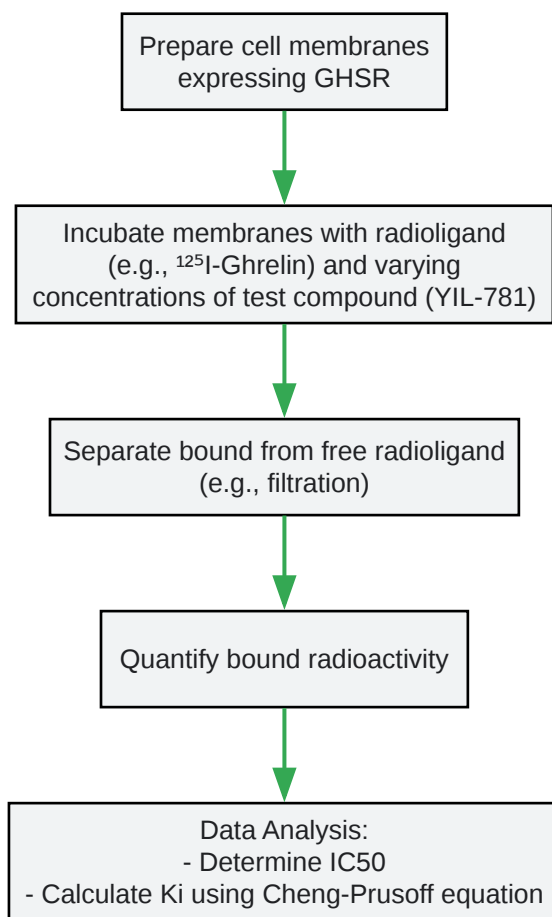 Prepare cell membranes
expressing GHSR
Incubate membranes with radioligand
(e.g., ¹²⁵I-Ghrelin) and varying
concentrations of test compound (YIL-781)
Separate bound from free radioligand
(e.g., filtration)
Quantify bound radioactivity
Data Analysis:
- Determine IC50
- Calculate Ki using Cheng-Prusoff equation